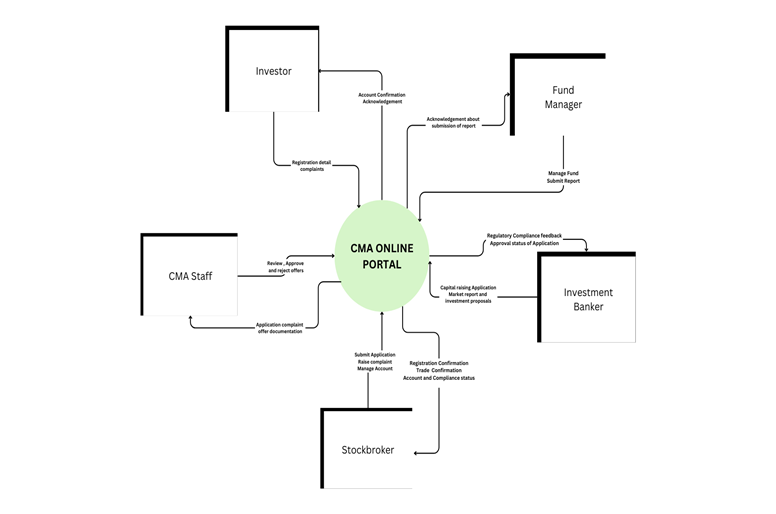 Investor
Fund
Manager
Account Confirmation
Acknowledgement
Acknowledgement about
submission of report
Registration detail
complaints
Manage Fund
Submit Report
CMA ONLINE
PORTAL
Regulatory Compliance feedback
Approval status of Application
CMA Staff
Review , Approve
and reject offers
Capital raising Application
Market report and
investment proposals
Investment
Banker
Application complaint
offer documentation
Submit Application
Raise complaint
Manage Account
Registration Confirmation
Trade Confirmation
Account and Compliance status
Stockbroker